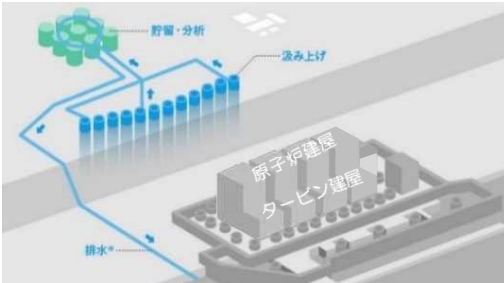 貯留・分析
汲み上げ
原子炉建屋
タービン建屋
排水※